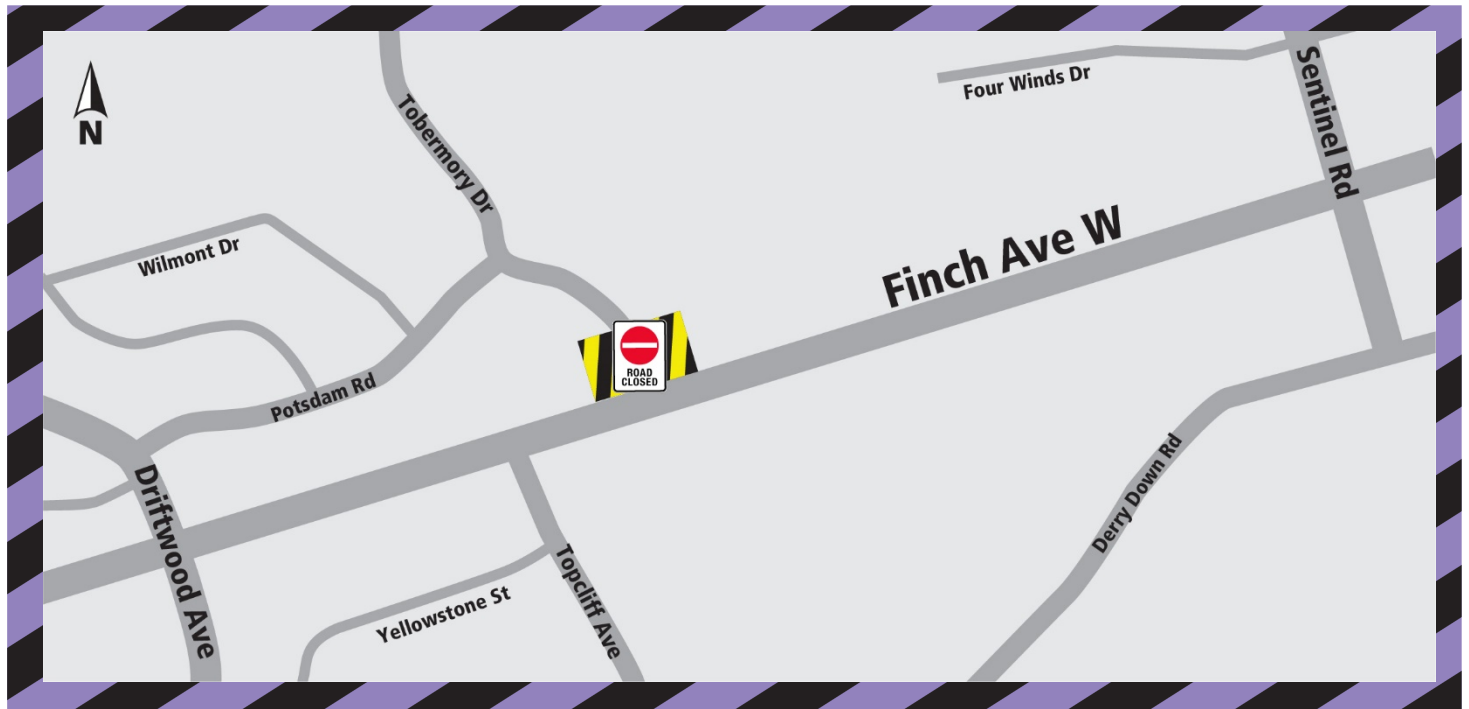 Four Winds Dr
Sentinel Rd
N
Tobermory Dr
Wilmont Dr
Finch Ave W
ROAD
CLOSED
Potsdam Rd
Driftwood Ave
Derry Down Rd
Topcliff Ave
Yellowstone St